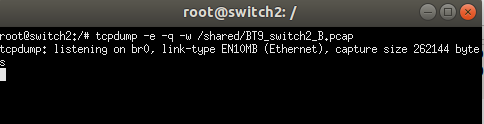 root@switch2: /
root@switch2:/# tcpdump -e -q -w /shared/BT9_switch2_B.pcap
tcpdump: listening on br0, link-type EN10MB (Ethernet), capture size 262144 byte
s